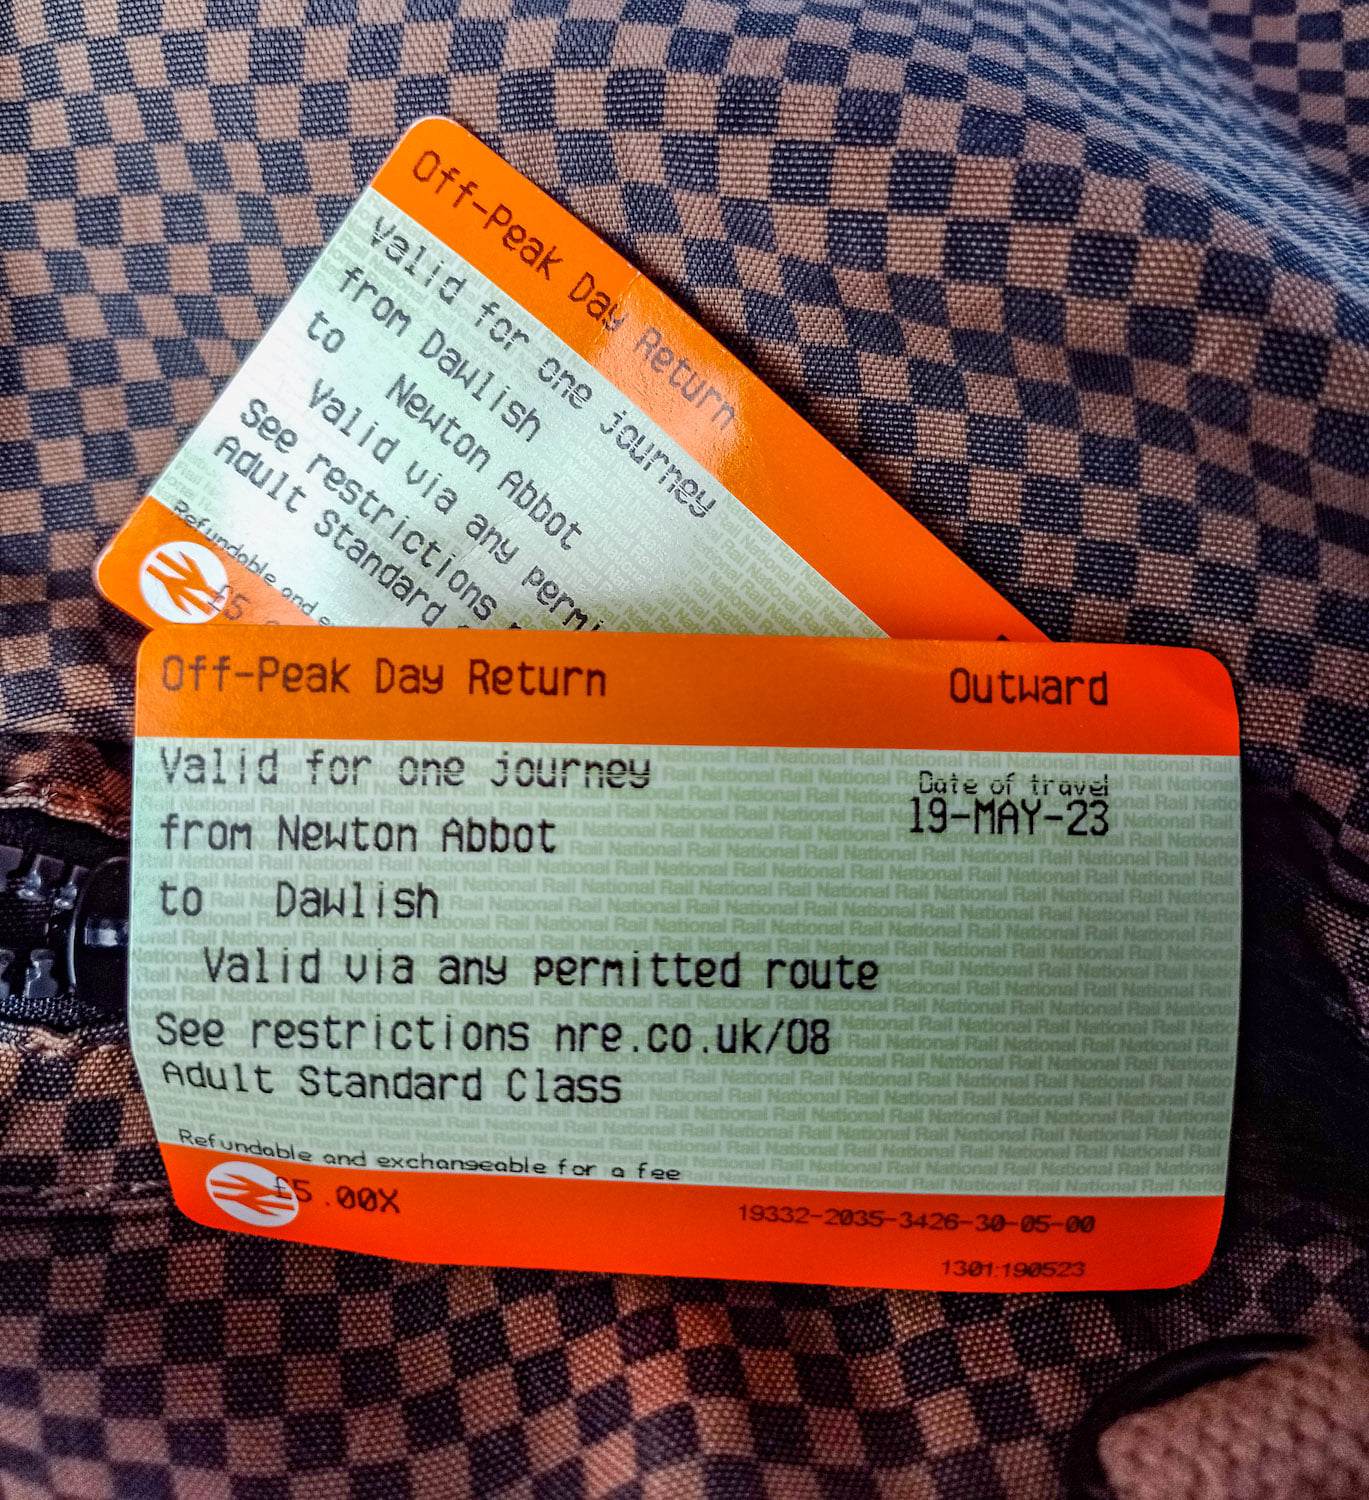 Off-Peak Day Return
Valid for one journey
from Dawlish
to Newton Abbot
Valid via any
See restrictions
Adult Standard
Refundable and
£5
Off-Peak Day Return Outward
Valid for one journey
Date of travel
19-MAY-23
from Newton Abbot
to Dawlish
Valid via any permitted route
See restrictions nre.co.uk/08
Adult Standard Class
Refundable and exchangeable for a fee
£5.00X
19332-2035-3426-30-05-00
1301:190523